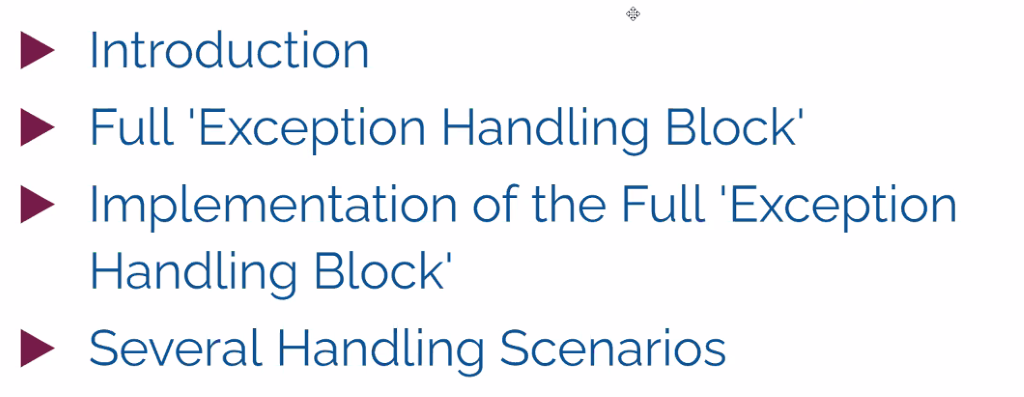 Introduction
Full 'Exception Handling Block'
Implementation of the Full 'Exception
Handling Block'
Several Handling Scenarios